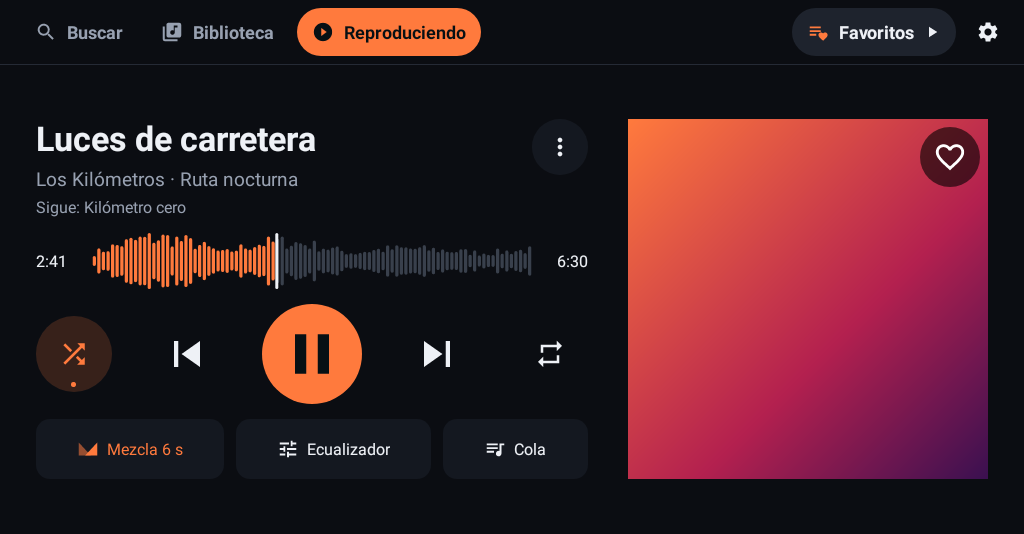 Buscar
Biblioteca
Reproduciendo
Favoritos
Luces de carretera
Los Kilómetros · Ruta nocturna
Sigue: Kilómetro cero
2:41
6:30
Mezcla 6 s
Ecualizador
Cola